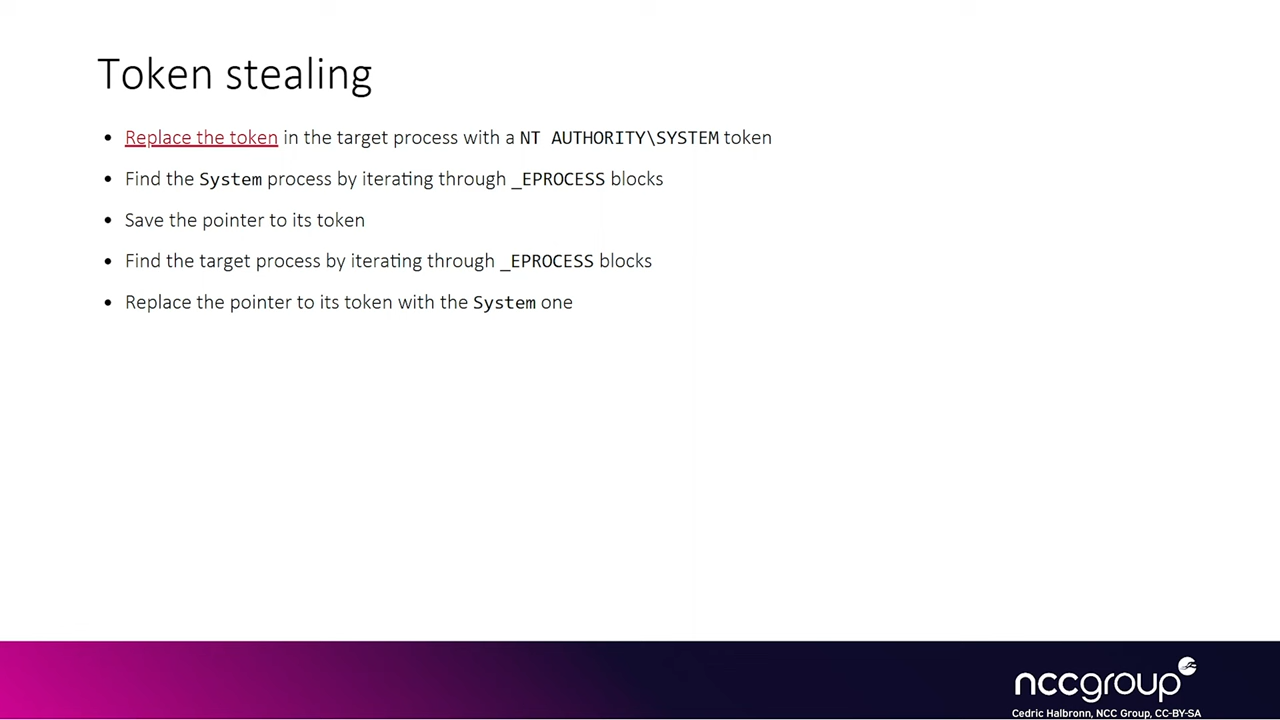 Token stealing
• Replace the token in the target process with a NT AUTHORITY\SYSTEM token
• Find the System process by iterating through _EPROCESS blocks
• Save the pointer to its token
• Find the target process by iterating through _EPROCESS blocks
• Replace the pointer to its token with the System one
nccgroup
Cedric Halbronn, NCC Group, CC-BY-SA